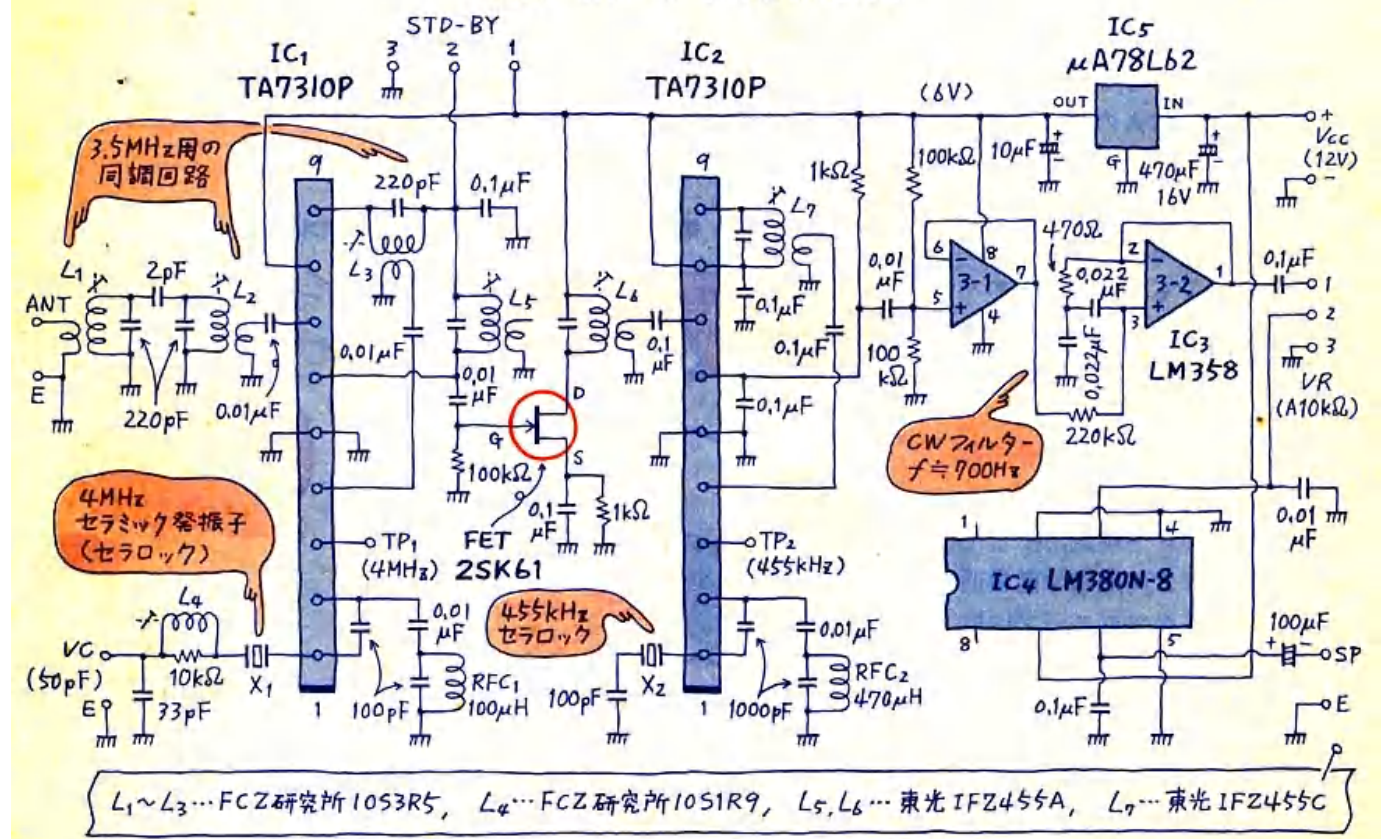 STD-BY
3
2
1
IC1
TA7310P
IC2
TA7310P
IC5
μA78L62
(6V)
OUT
IN
G
10μF
+
-
470μF
16V
+
-
+
Vcc
(12V)
-
3.5MHz用の
同調回路
9
220pF
0.1μF
L3
9
L7
1kΩ
100kΩ
L1
2pF
L2
ANT
E
220pF
0.01μF
0.01μF
L5
L6
0.01
μF
D
G
S
100kΩ
0.1
μF
1kΩ
FET
2SK61
0.1
μF
0.1μF
0.1μF
0.1μF
0.01
μF
100
kΩ
6
-
8
3-1
7
5
+
4
470Ω
0.022
μF
0.022μF
2
-
3-2
1
3
+
IC3
LM358
220kΩ
0.1μF
1
2
3
VR
(A10kΩ)
CWフィルター
f≒700Hz
4MHz
セラミック発振子
(セラロック)
TP1
(4MHz)
L4
VC
(50pF)
E
10kΩ
33pF
X1
1
100pF
0.01
μF
RFC1
100μH
455kHz
セラロック
TP2
(455kHz)
100pF
X2
1
1000pF
0.01μF
RFC2
470μH
1
4
IC4 LM380N-8
8
5
0.01
μF
0.1μF
100μF
+
-
SP
E
L1~L3…FCZ研究所10S3R5, L4…FCZ研究所10S1R9, L5,L6…東光IFZ455A, L7…東光IFZ455C